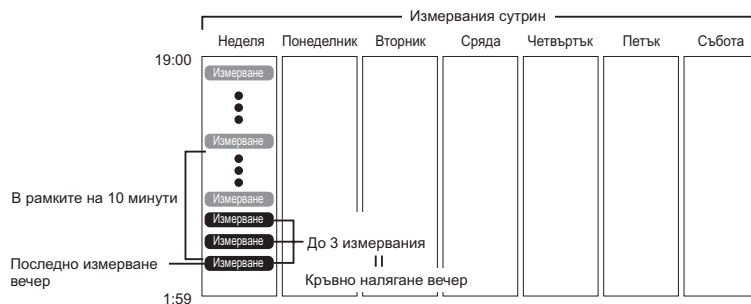 Измервания сутрин
Неделя Понеделник Вторник Сряда Четвъртък Петък Събота
19:00
Измерване
Измерване
В рамките на 10 минути
Измерване
Измерване
Измерване
До 3 измервания
Последно измерване
вечер
Измерване
Кръвно налягане вечер
1:59